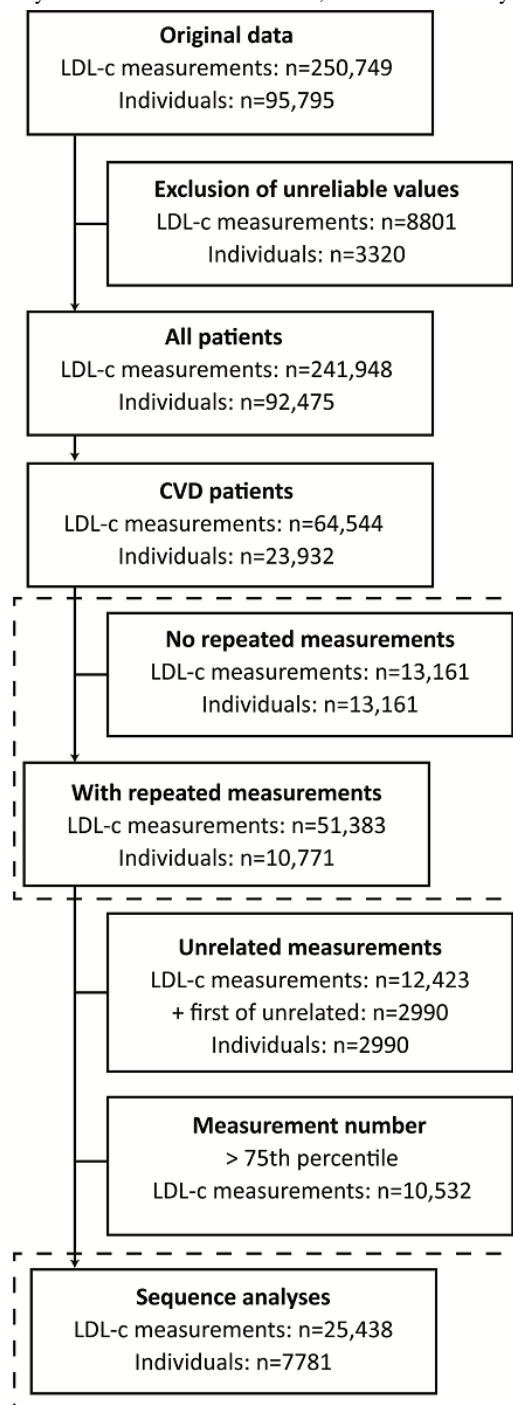 Original data
LDL-c measurements: n=250,749
Individuals: n=95,795
Exclusion of unreliable values
LDL-c measurements: n=8801
Individuals: n=3320
All patients
LDL-c measurements: n=241,948
Individuals: n=92,475
CVD patients
LDL-c measurements: n=64,544
Individuals: n=23,932
No repeated measurements
LDL-c measurements: n=13,161
Individuals: n=13,161
With repeated measurements
LDL-c measurements: n=51,383
Individuals: n=10,771
Unrelated measurements
LDL-c measurements: n=12,423
+ first of unrelated: n=2990
Individuals: n=2990
Measurement number
> 75th percentile
LDL-c measurements: n=10,532
Sequence analyses
LDL-c measurements: n=25,438
Individuals: n=7781